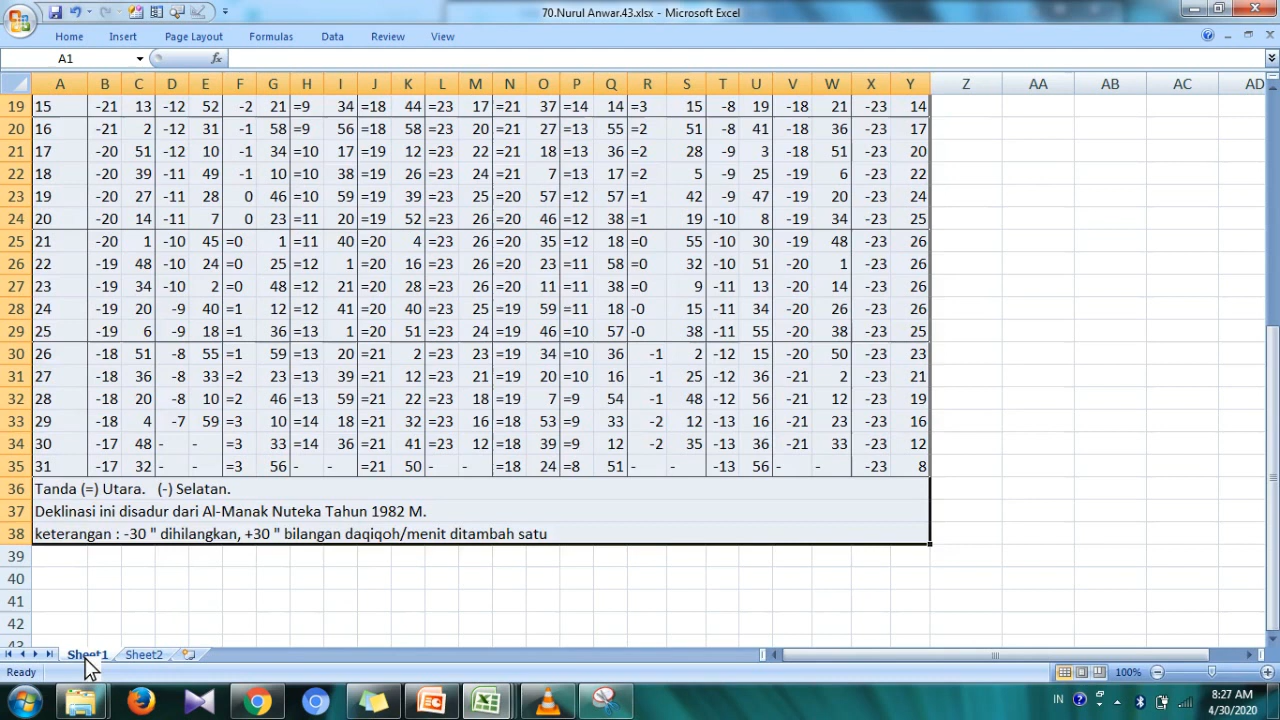 70.Nurul Anwar.43.xlsx - Microsoft Excel
Home Insert Page Layout Formulas Data Review View
A1
A B C D E F G H I J K L M N O P Q R S T U V W X Y Z AA AB AC AD
19 15 -21 13 -12 52 -2 21 =9 34 =18 44 =23 17 =21 37 =14 14 =3 15 -8 19 -18 21 -23 14
20 16 -21 2 -12 31 -1 58 =9 56 =18 58 =23 20 =21 27 =13 55 =2 51 -8 41 -18 36 -23 17
21 17 -20 51 -12 10 -1 34 =10 17 =19 12 =23 22 =21 18 =13 36 =2 28 -9 3 -18 51 -23 20
22 18 -20 39 -11 49 -1 10 =10 38 =19 26 =23 24 =21 7 =13 17 =2 5 -9 25 -19 6 -23 22
23 19 -20 27 -11 28 0 46 =10 59 =19 39 =23 25 =20 57 =12 57 =1 42 -9 47 -19 20 -23 24
24 20 -20 14 -11 7 0 23 =11 20 =19 52 =23 26 =20 46 =12 38 =1 19 -10 8 -19 34 -23 25
25 21 -20 1 -10 45 =0 1 =11 40 =20 4 =23 26 =20 35 =12 18 =0 55 -10 30 -19 48 -23 26
26 22 -19 48 -10 24 =0 25 =12 1 =20 16 =23 26 =20 23 =11 58 =0 32 -10 51 -20 1 -23 26
27 23 -19 34 -10 2 =0 48 =12 21 =20 28 =23 26 =20 11 =11 38 =0 9 -11 13 -20 14 -23 26
28 24 -19 20 -9 40 =1 12 =12 41 =20 40 =23 25 =19 59 =11 18 -0 15 -11 34 -20 26 -23 26
29 25 -19 6 -9 18 =1 36 =13 1 =20 51 =23 24 =19 46 =10 57 -0 38 -11 55 -20 38 -23 25
30 26 -18 51 -8 55 =1 59 =13 20 =21 2 =23 23 =19 34 =10 36 -1 2 -12 15 -20 50 -23 23
31 27 -18 36 -8 33 =2 23 =13 39 =21 12 =23 21 =19 20 =10 16 -1 25 -12 36 -21 2 -23 21
32 28 -18 20 -8 10 =2 46 =13 59 =21 22 =23 18 =19 7 =9 54 -1 48 -12 56 -21 12 -23 19
33 29 -18 4 -7 59 =3 10 =14 18 =21 32 =23 16 =18 53 =9 33 -2 12 -13 16 -21 23 -23 16
34 30 -17 48 - - =3 33 =14 36 =21 41 =23 12 =18 39 =9 12 -2 35 -13 36 -21 33 -23 12
35 31 -17 32 - - =3 56 - - =21 50 - - =18 24 =8 51 - - -13 56 - - -23 8
36 Tanda (=) Utara. (-) Selatan.
37 Deklinasi ini disadur dari Al-Manak Nuteka Tahun 1982 M.
38 keterangan : -30 " dihilangkan, +30 " bilangan daqiqoh/menit ditambah satu
39
40
41
42
43
Sheet1 Sheet2
Ready 100%
IN 8:27 AM
4/30/2020